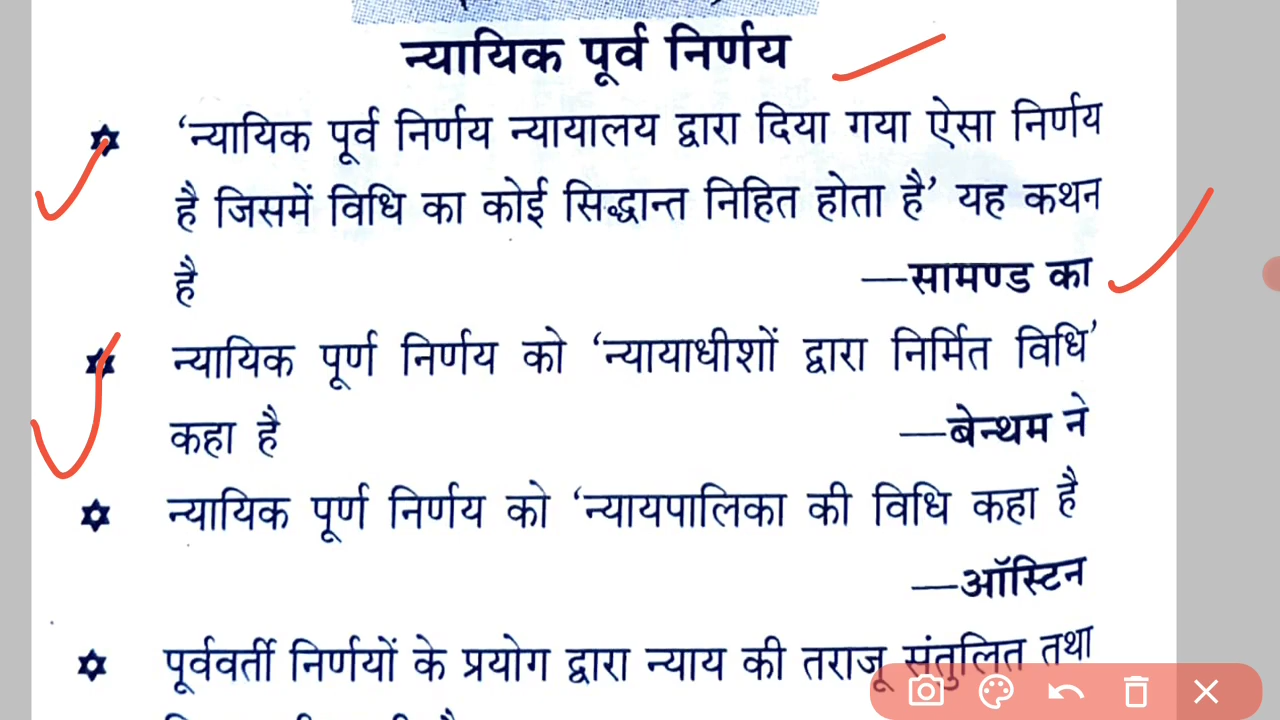 न्यायिक पूर्व निर्णय
‘न्यायिक पूर्व निर्णय न्यायालय द्वारा दिया गया ऐसा निर्णय
है जिसमें विधि का कोई सिद्धान्त निहित होता है’ यह कथन
है —सामण्ड का
न्यायिक पूर्ण निर्णय को ‘न्यायाधीशों द्वारा निर्मित विधि’
कहा है —बेन्थम ने
न्यायिक पूर्ण निर्णय को ‘न्यायपालिका की विधि कहा है
—ऑस्टिन
पूर्ववर्ती निर्णयों के प्रयोग द्वारा न्याय की तराजू संतुलित तथा